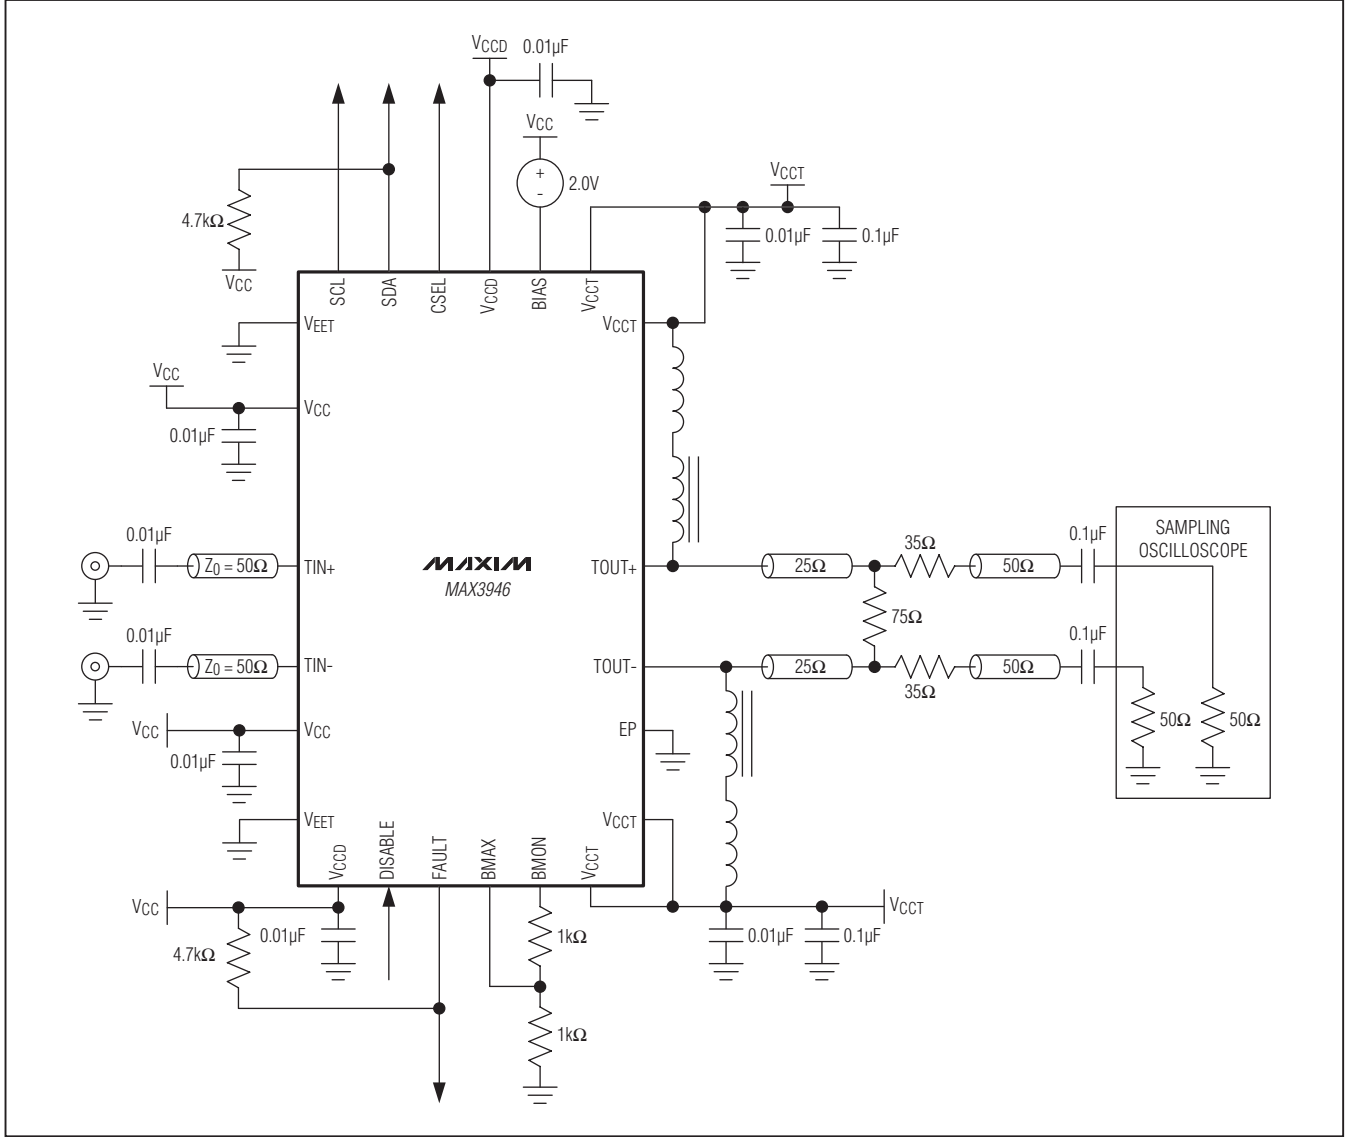 VCCD
0.01µF
VCC
+
-
2.0V
VCCT
4.7kΩ
0.01µF
0.1µF
VCC
SCL
SDA
CSEL
VCCD
BIAS
VCCT
VEET
VCCT
VCC
VCC
0.01µF
0.01µF
Z0 = 50Ω
TIN+
MAXIM
MAX3946
TOUT+
25Ω
35Ω
50Ω
0.1µF
SAMPLING
OSCILLOSCOPE
75Ω
0.01µF
Z0 = 50Ω
TIN-
TOUT-
25Ω
35Ω
50Ω
0.1µF
50Ω
50Ω
VCC
VCC
EP
0.01µF
VEET
VCCT
VCCD
DISABLE
FAULT
BMAX
BMON
VCCT
VCC
VCCT
4.7kΩ
0.01µF
1kΩ
0.01µF
0.1µF
1kΩ